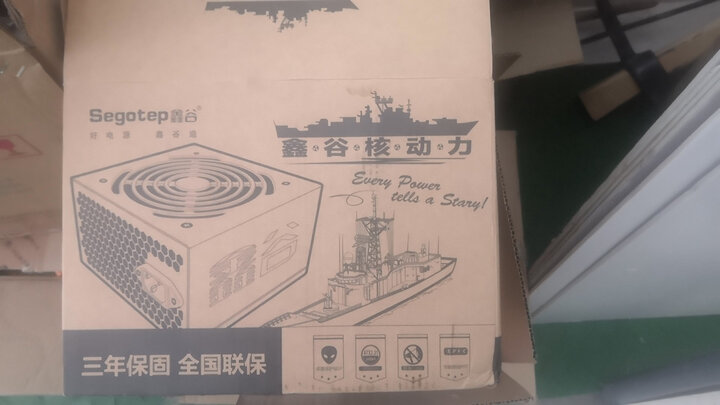 Segotep鑫谷®
好电源 鑫谷造
鑫·谷·核·动·力
Every Power
tells a Stary!
鑫谷
三年保固 全国联保